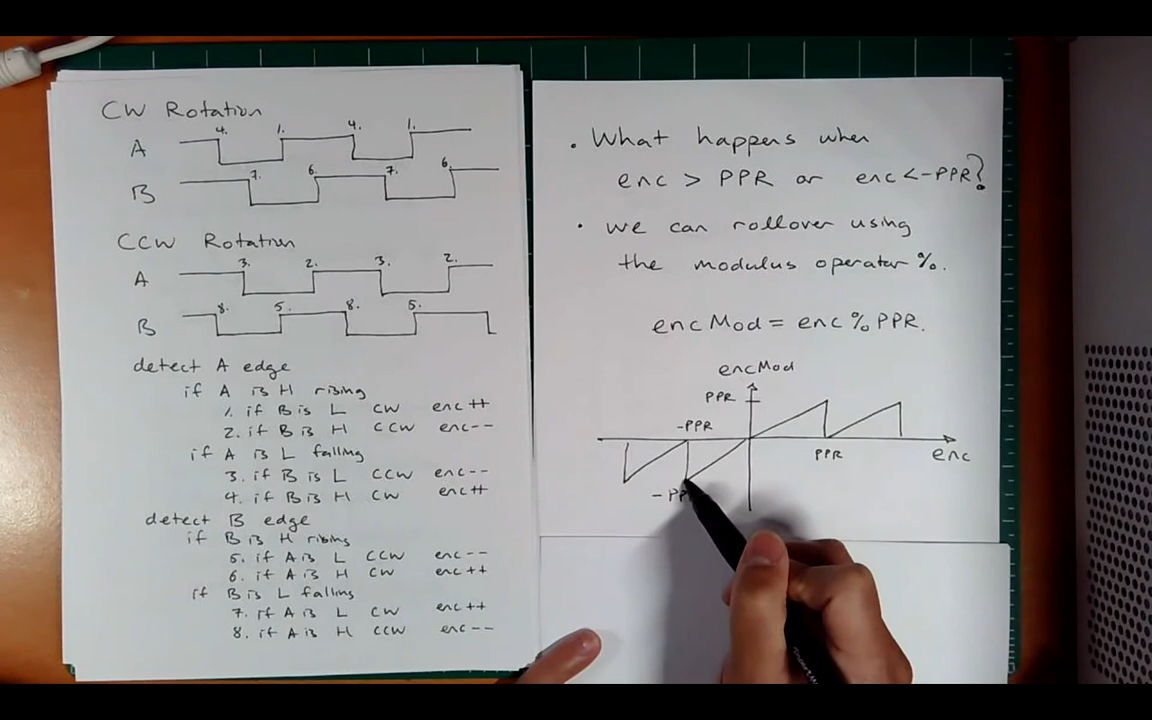 CW Rotation
4. 1. 4. 1.
A
7. 6. 7. 6.
B
CCW Rotation
3. 2. 3. 2.
A
8. 5. 8. 5.
B
detect A edge
if A is H rising
1. if B is L CW enc++
2. if B is H CCW enc--
if A is L falling
3. if B is L CCW enc--
4. if B is H CW enc++
detect B edge
if B is H rising
5. if A is L CCW enc--
6. if A is H CW enc++
if B is L falling
7. if A is L CW enc++
8. if A is H CCW enc--
• What happens when
enc > PPR or enc <-PPR?
• we can rollover using
the modulus operator %.
encMod = enc % PPR.
encMod
PPR
-PPR
PPR
enc